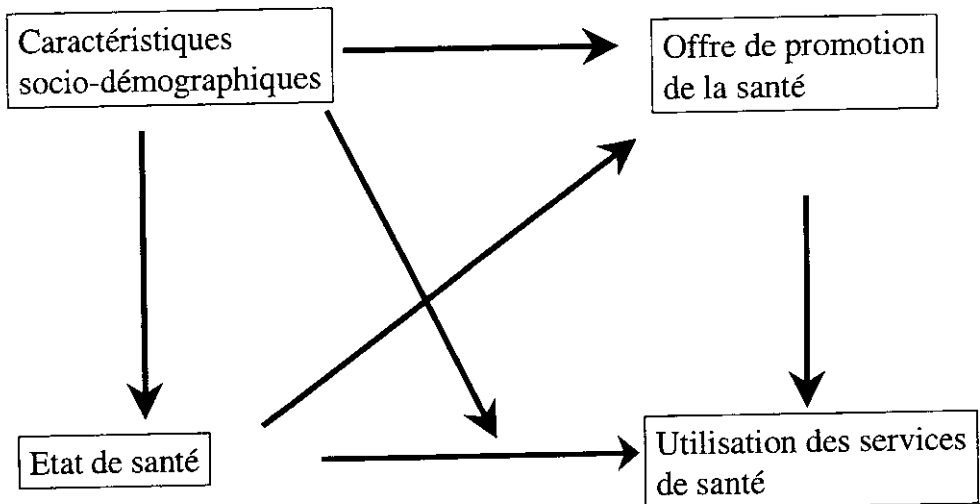 Caractéristiques
socio-démographiques
Offre de promotion
de la santé
Etat de santé
Utilisation des services
de santé